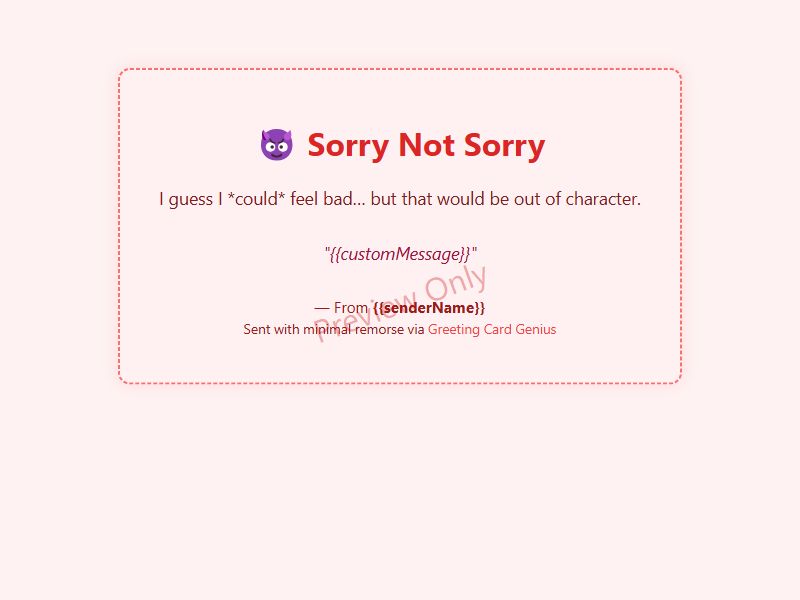 😈 Sorry Not Sorry
I guess I *could* feel bad… but that would be out of character.
"{{customMessage}}"
Preview Only
— From {{senderName}}
Sent with minimal remorse via Greeting Card Genius